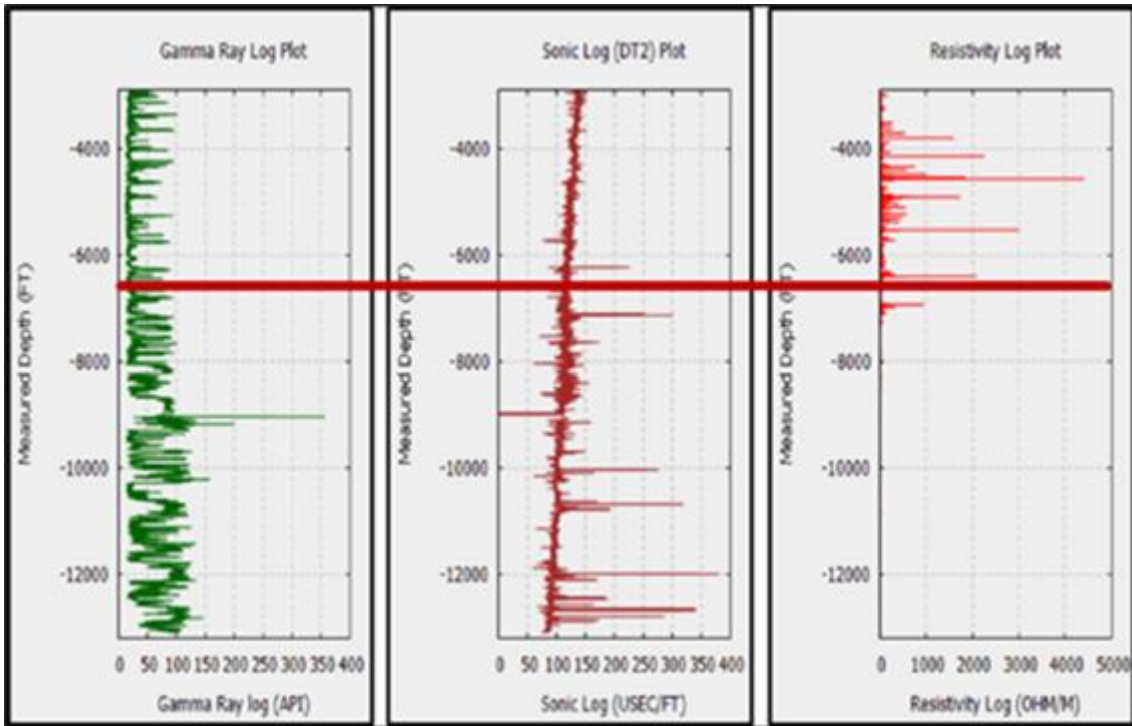 Gamma Ray Log Plot
Measured Depth (FT)
-4000
-6000
-8000
-10000
-12000
0 50 100 150 200 250 300 350 400
Gamma Ray log (API)
Sonic Log (DT2) Plot
Measured Depth
-4000
-6000
-8000
-10000
-12000
0 50 100 150 200 250 300 350 400
Sonic Log (USEC/FT)
Resistivity Log Plot
Measured Depth
-4000
-6000
-8000
-10000
-12000
0 1000 2000 3000 4000 5000
Resistivity Log (OHM/M)